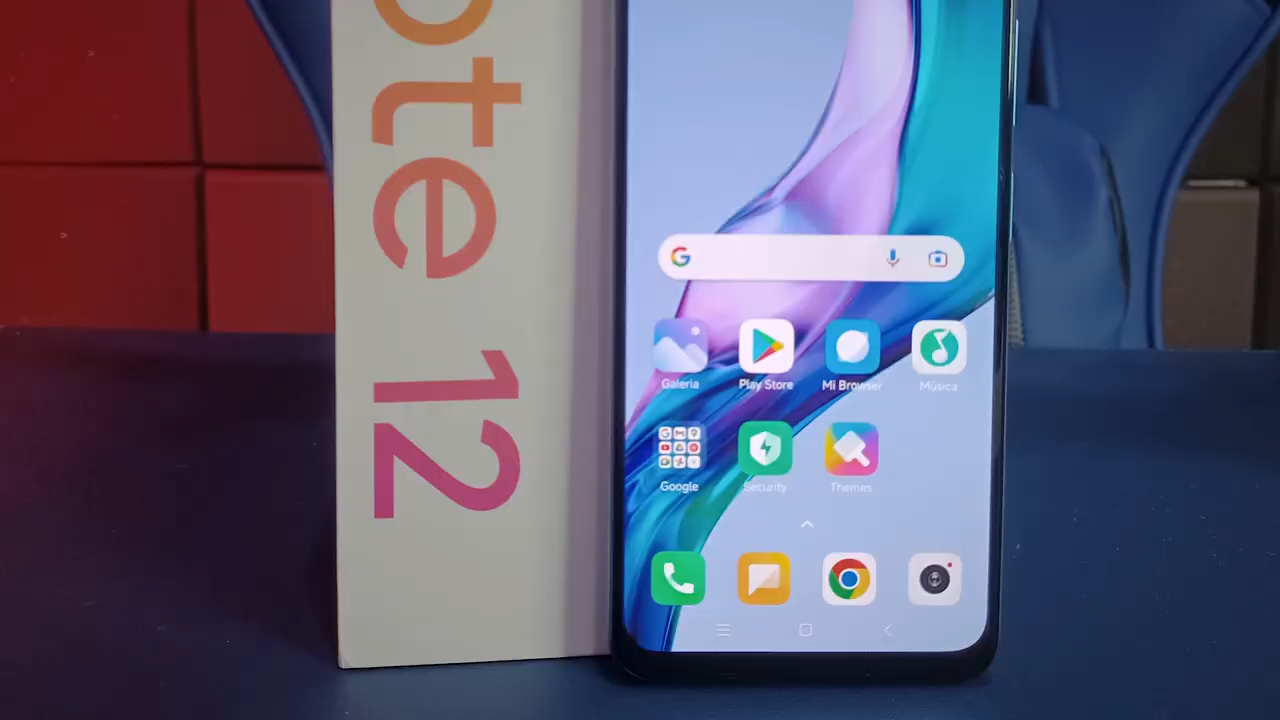 ote 12
Galeria
Play Store
Mi Browser
Música
Google
Security
Themes